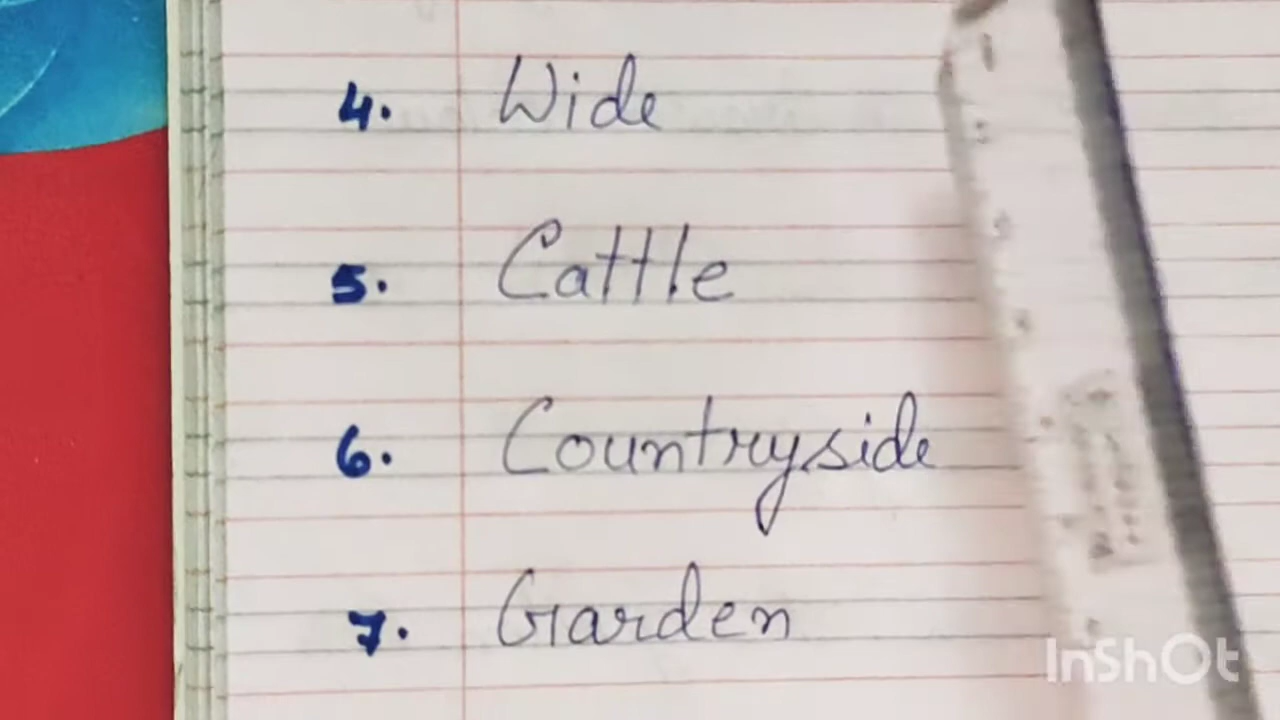 4. Wide
5. Cattle
6. Countryside
7. Garden
InShOt